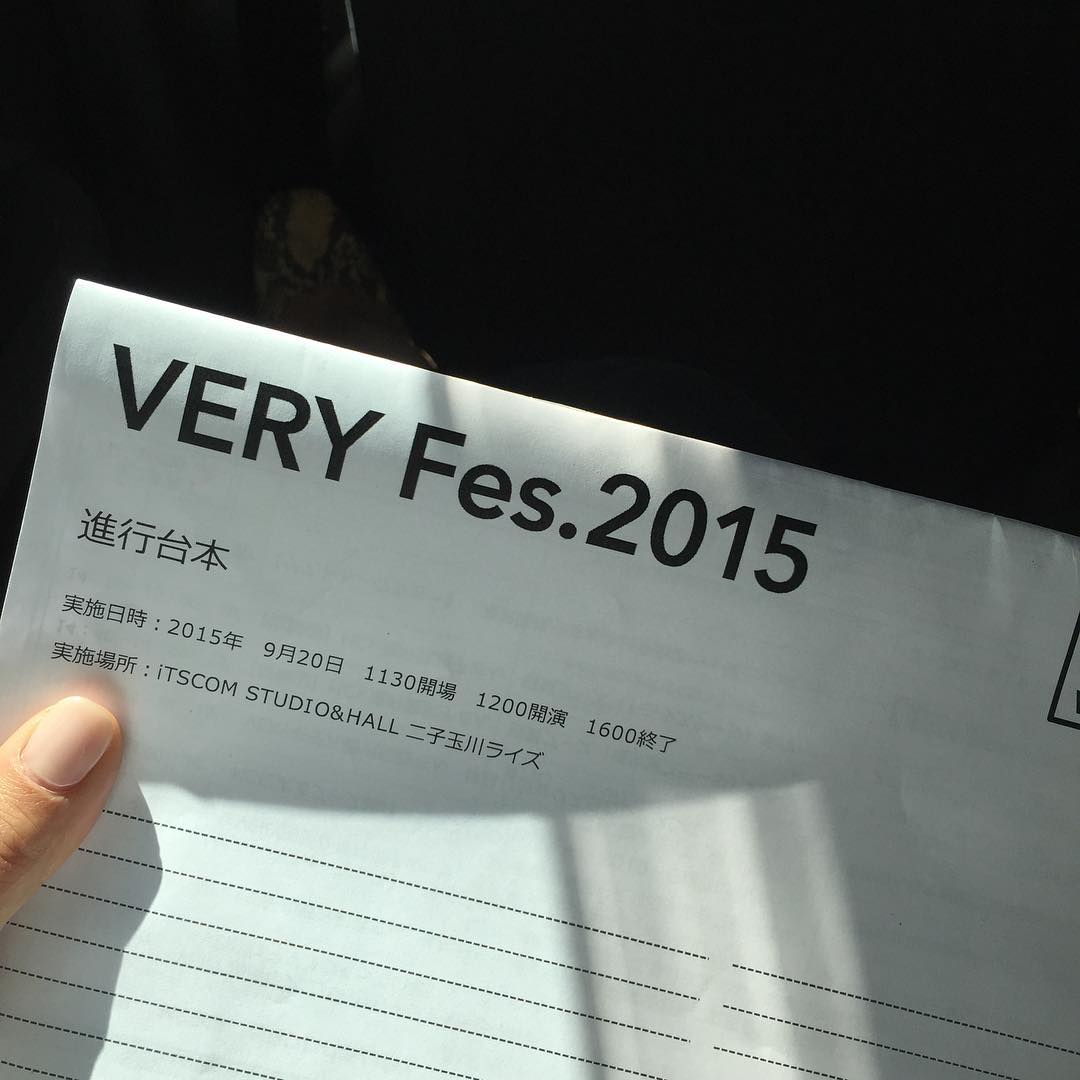 VERY Fes.2015
進行台本
実施日時：2015年　9月20日　1130開場　1200開演　1600終了
実施場所：iTSCOM STUDIO&HALL 二子玉川ライズ